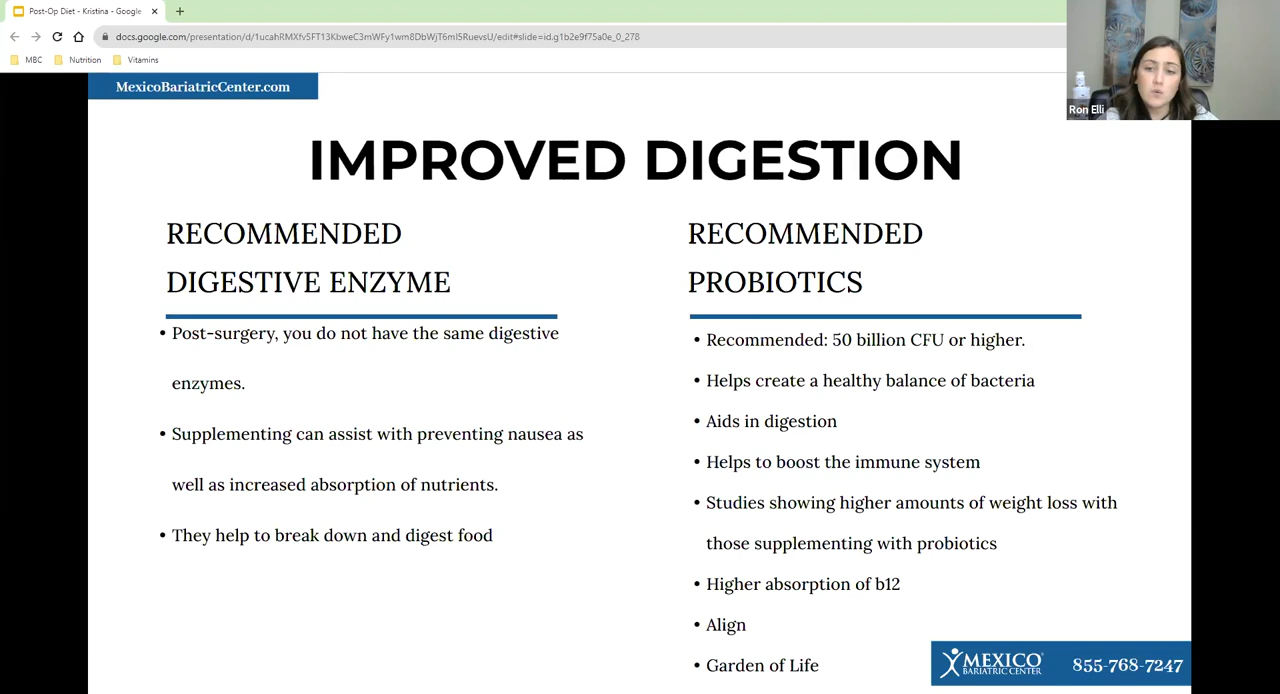 Post-Op Diet - Kristina - Google
docs.google.com/presentation/d/1ucahRMXfv5FT13KbweC3mWFy1wm8DbWjT6ml5RuevsU/edit#slide=id.g1b2e9f75a0e_0_278
MBC Nutrition Vitamins
MexicoBariatricCenter.com
Ron Elli
IMPROVED DIGESTION
RECOMMENDED
DIGESTIVE ENZYME
• Post-surgery, you do not have the same digestive
enzymes.
• Supplementing can assist with preventing nausea as
well as increased absorption of nutrients.
• They help to break down and digest food
RECOMMENDED
PROBIOTICS
• Recommended: 50 billion CFU or higher.
• Helps create a healthy balance of bacteria
• Aids in digestion
• Helps to boost the immune system
• Studies showing higher amounts of weight loss with
those supplementing with probiotics
• Higher absorption of b12
• Align
• Garden of Life
MEXICO
BARIATRIC CENTER
855-768-7247